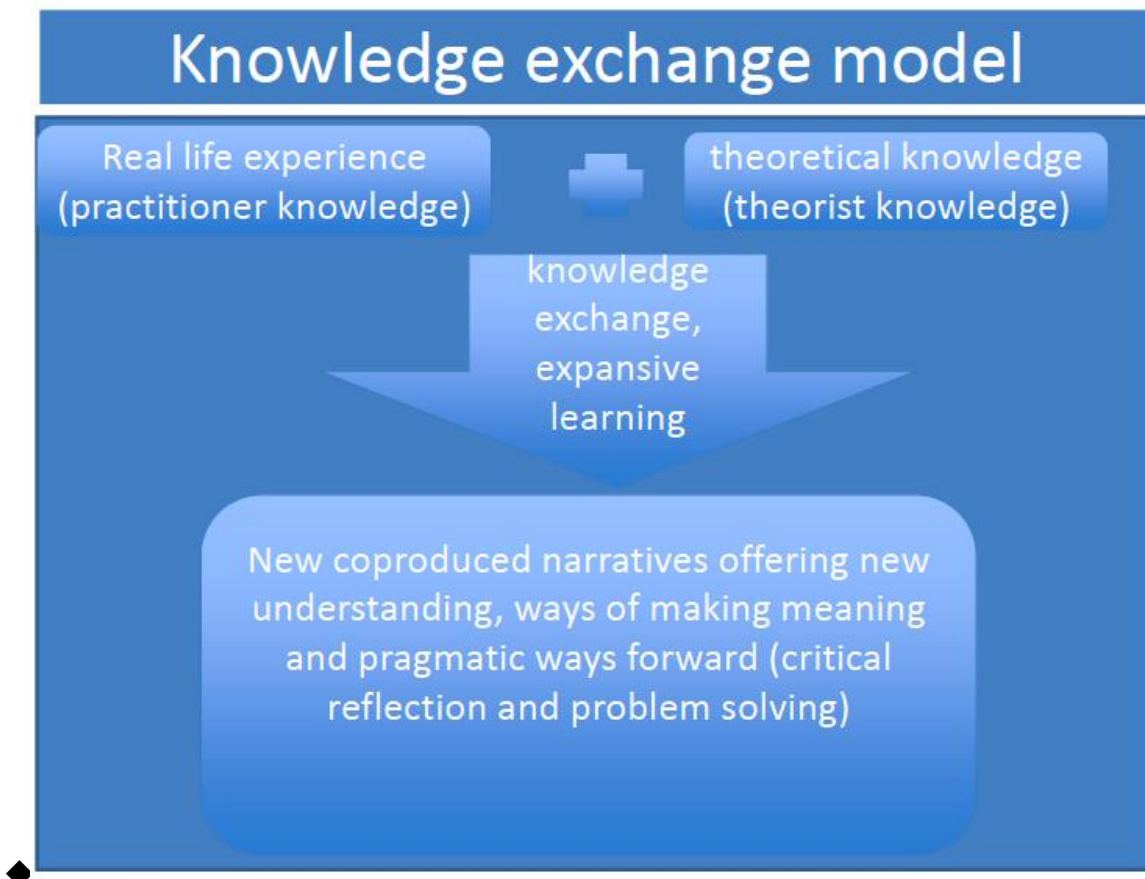 Knowledge exchange model
Real life experience
(practitioner knowledge)
theoretical knowledge
(theorist knowledge)
knowledge
exchange,
expansive
learning
New coproduced narratives offering new
understanding, ways of making meaning
and pragmatic ways forward (critical
reflection and problem solving)